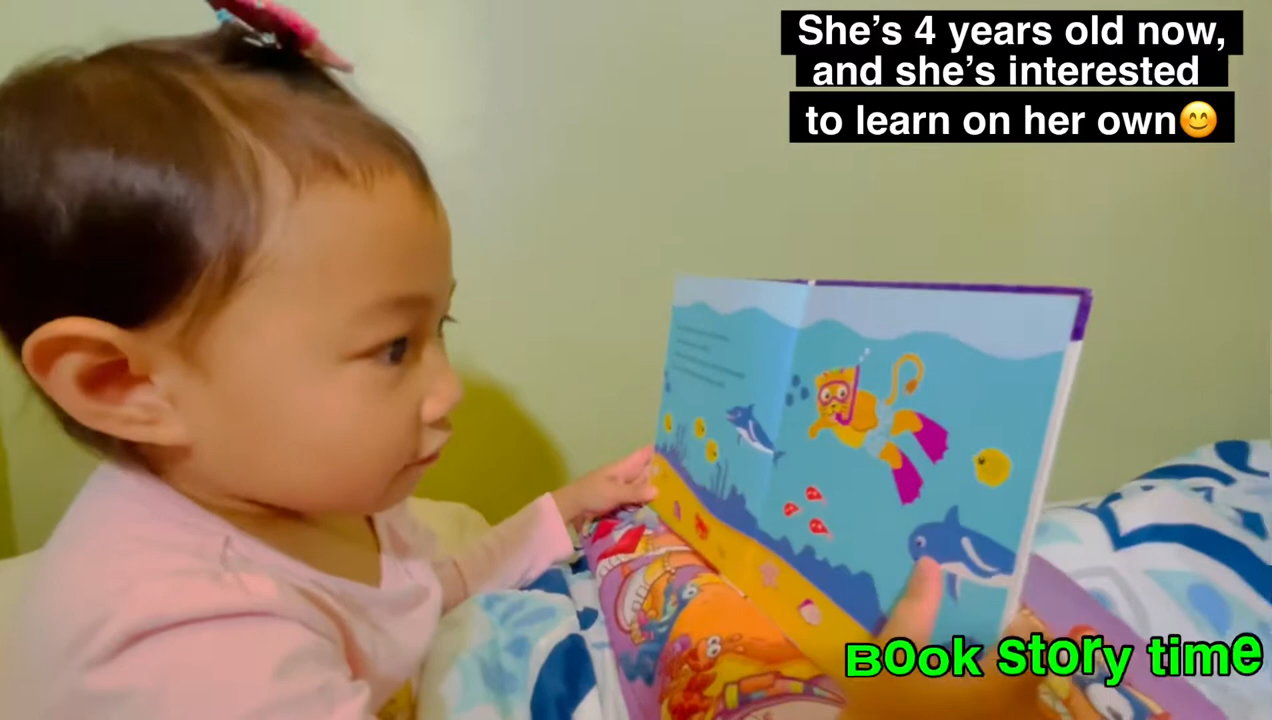 She’s 4 years old now,
and she’s interested
to learn on her own😊
Book story time